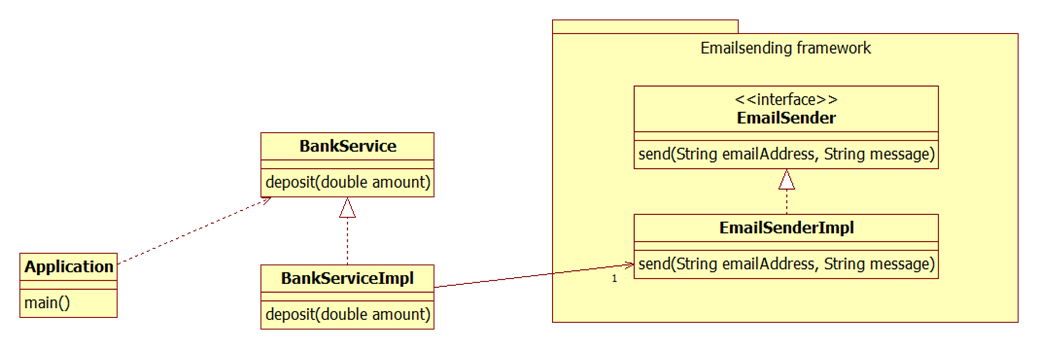 Emailsending framework
<<interface>>
EmailSender
send(String emailAddress, String message)
BankService
deposit(double amount)
EmailSenderImpl
send(String emailAddress, String message)
Application
main()
BankServiceImpl
deposit(double amount)
1